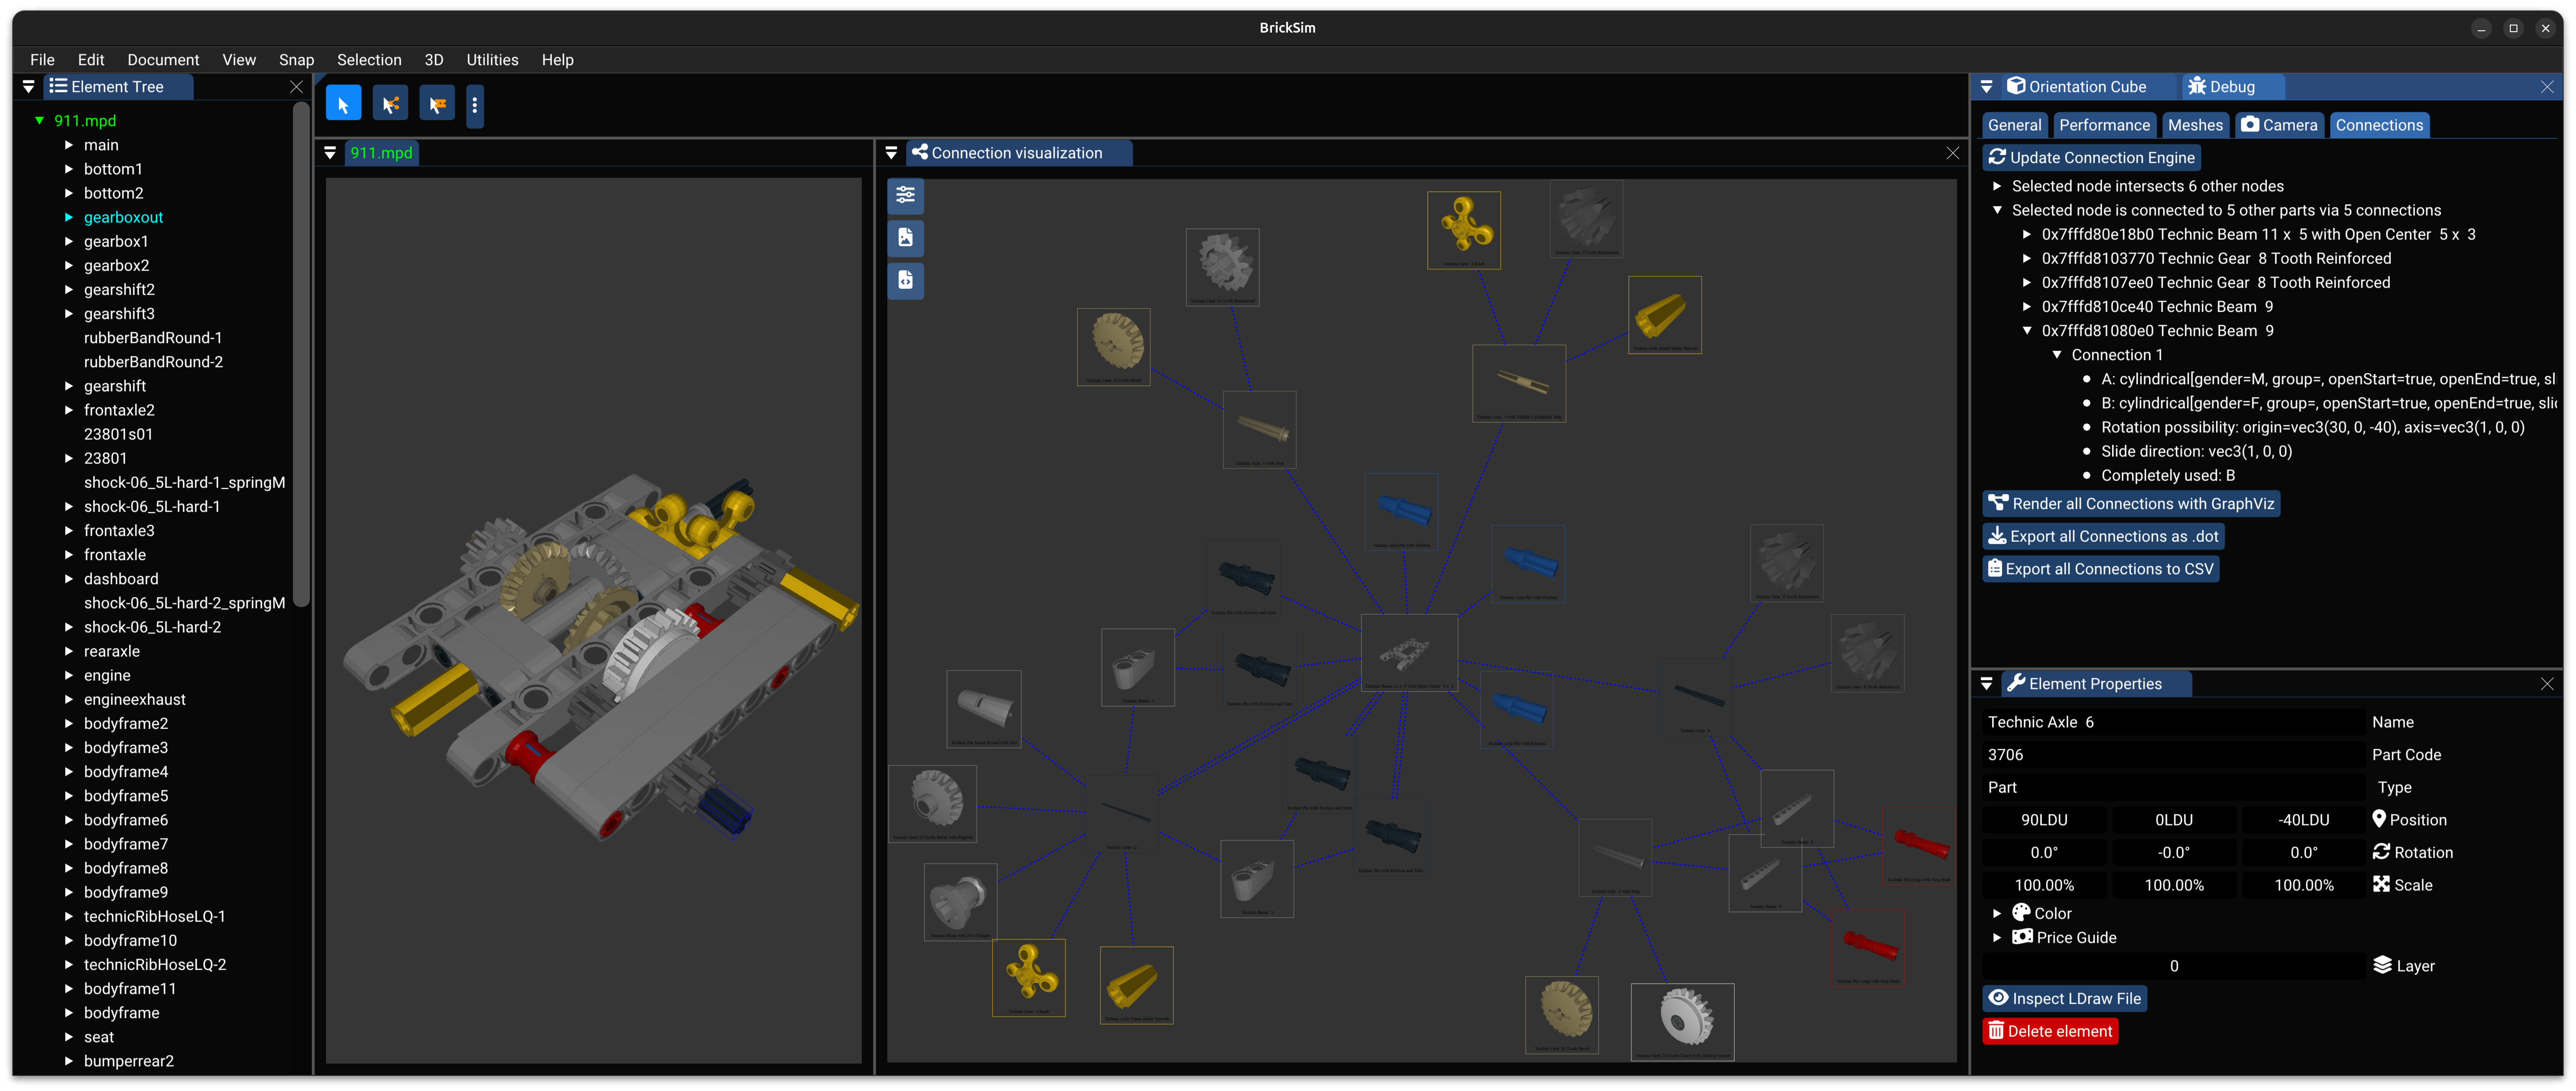 BrickSim
File Edit Document View Snap Selection 3D Utilities Help
Element Tree
911.mpd
main
bottom1
bottom2
gearboxout
gearbox1
gearbox2
gearshift2
gearshift3
rubberBandRound-1
rubberBandRound-2
gearshift
frontaxle2
23801s01
23801
shock-06_5L-hard-1_springM
shock-06_5L-hard-1
frontaxle3
frontaxle
dashboard
shock-06_5L-hard-2_springM
shock-06_5L-hard-2
rearaxle
engine
engineexhaust
bodyframe2
bodyframe3
bodyframe4
bodyframe5
bodyframe6
bodyframe7
bodyframe8
bodyframe9
technicRibHoseLQ-1
bodyframe10
technicRibHoseLQ-2
bodyframe11
bodyframe
seat
bumperrear2
911.mpd
Connection visualization
Orientation Cube Debug
General Performance Meshes Camera Connections
Update Connection Engine
Selected node intersects 6 other nodes
Selected node is connected to 5 other parts via 5 connections
0x7fffd80e18b0 Technic Beam 11 x  5 with Open Center  5 x  3
0x7fffd8103770 Technic Gear  8 Tooth Reinforced
0x7fffd8107ee0 Technic Gear  8 Tooth Reinforced
0x7fffd810ce40 Technic Beam  9
0x7fffd81080e0 Technic Beam  9
Connection 1
A: cylindrical[gender=M, group=, openStart=true, openEnd=true, sl
B: cylindrical[gender=F, group=, openStart=true, openEnd=true, sli
Rotation possibility: origin=vec3(30, 0, -40), axis=vec3(1, 0, 0)
Slide direction: vec3(1, 0, 0)
Completely used: B
Render all Connections with GraphViz
Export all Connections as .dot
Export all Connections to CSV
Element Properties
Technic Axle  6 Name
3706 Part Code
Part Type
90LDU 0LDU -40LDU Position
0.0° -0.0° 0.0° Rotation
100.00% 100.00% 100.00% Scale
Color
Price Guide
0 Layer
Inspect LDraw File
Delete element